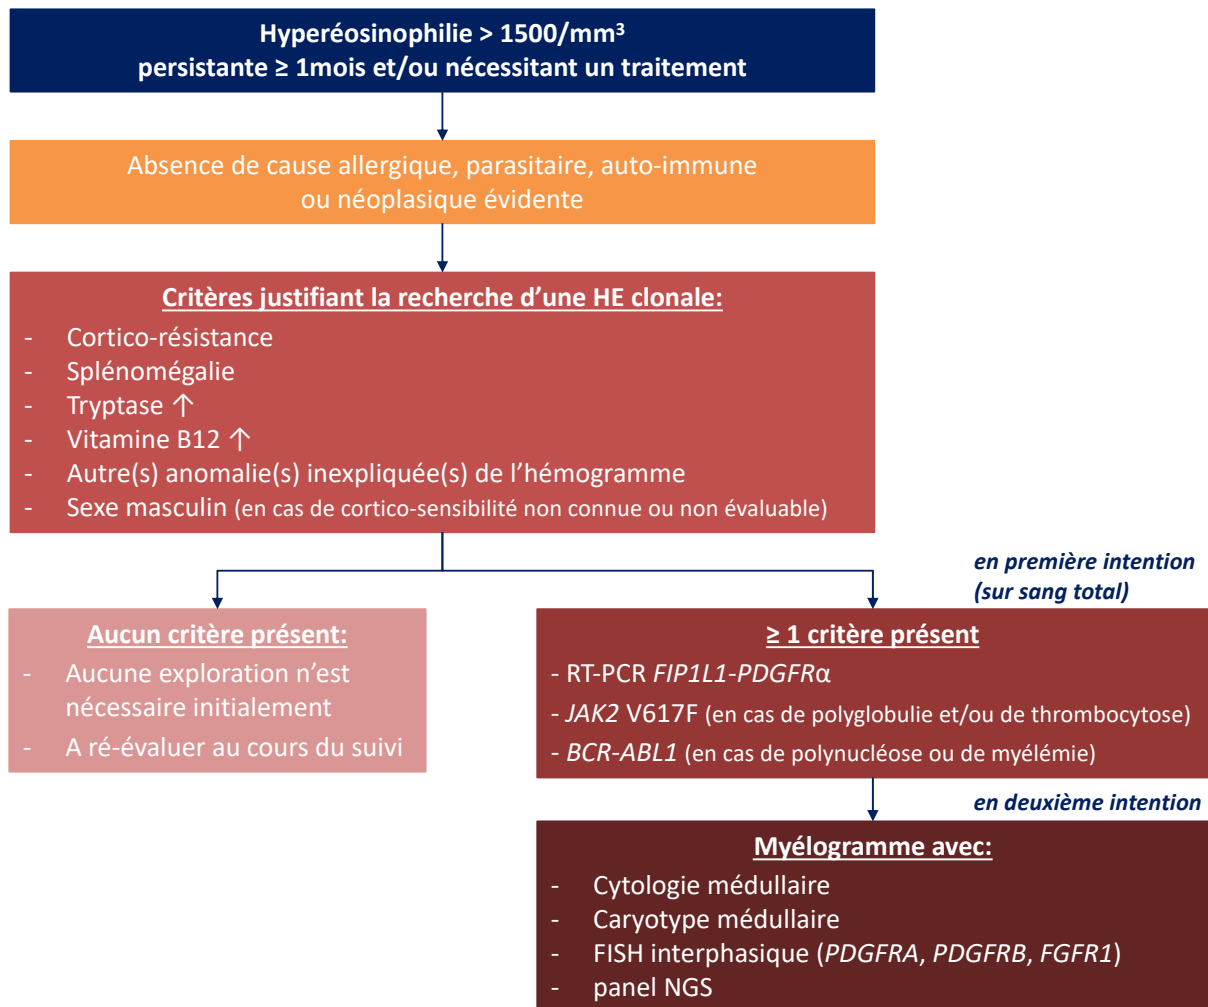 Hyperéosinophilie > 1500/mm³
persistante ≥ 1mois et/ou nécessitant un traitement
Absence de cause allergique, parasitaire, auto-immune
ou néoplasique évidente
Critères justifiant la recherche d’une HE clonale:
- Cortico-résistance
- Splénomégalie
- Tryptase ↑
- Vitamine B12 ↑
- Autre(s) anomalie(s) inexpliquée(s) de l’hémogramme
- Sexe masculin (en cas de cortico-sensibilité non connue ou non évaluable)
en première intention
(sur sang total)
Aucun critère présent:
- Aucune exploration n’est
nécessaire initialement
- A ré-évaluer au cours du suivi
≥ 1 critère présent
- RT-PCR FIP1L1-PDGFRα
- JAK2 V617F (en cas de polyglobulie et/ou de thrombocytose)
- BCR-ABL1 (en cas de polynucléose ou de myélémie)
en deuxième intention
Myélogramme avec:
- Cytologie médullaire
- Caryotype médullaire
- FISH interphasique (PDGFRA, PDGFRB, FGFR1)
- panel NGS